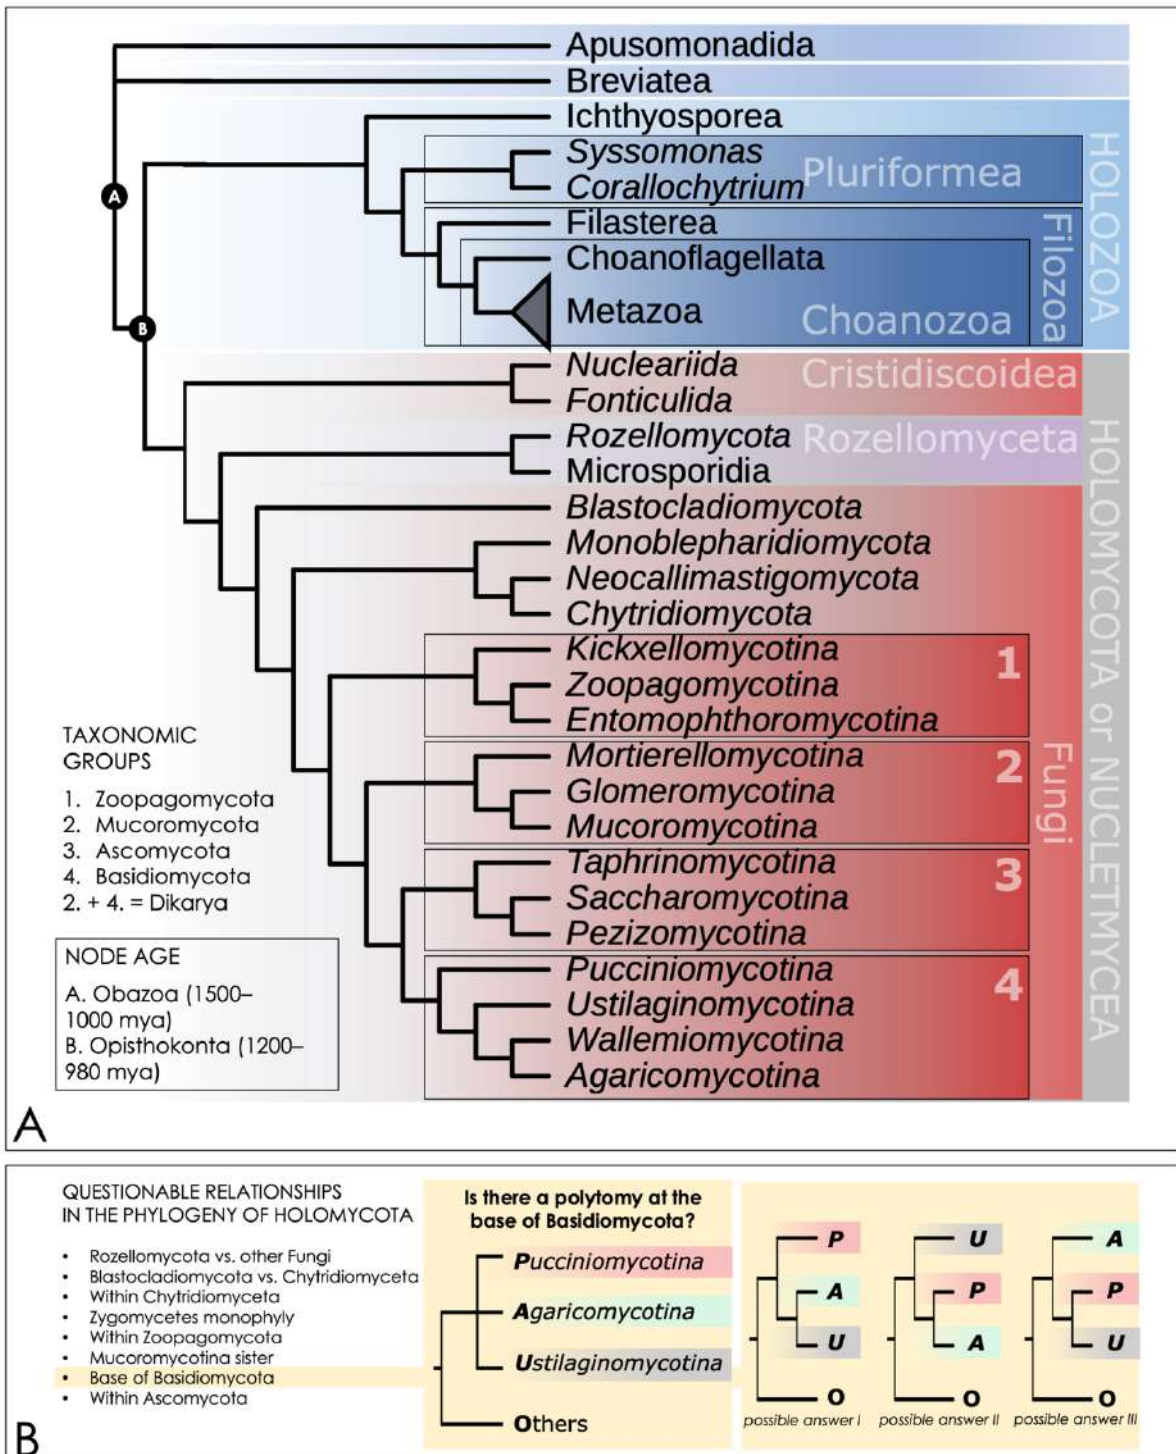 Apusomonadida
Breviatea
Ichthyosporea
Syssomonas
Corallochytrium
Pluriformea
Filasterea
Choanoflagellata
Metazoa
Choanozoa
Filozoa
HOLOZOA
A
B
Nucleariida
Fonticulida
Cristidiscoidea
Rozellomycota
Microsporidia
Rozellomyceta
Blastocladiomycota
Monoblepharidiomycota
Neocallimastigomycota
Chytridiomycota
Kickxellomycotina
Zoopagomycotina
Entomophthoromycotina
1
Mortierellomycotina
Glomeromycotina
Mucoromycotina
2
Taphrinomycotina
Saccharomycotina
Pezizomycotina
3
Pucciniomycotina
Ustilaginomycotina
Wallemiomycotina
Agaricomycotina
4
Fungi
HOLOMYCOTA or NUCLETMYCEA
TAXONOMIC
GROUPS
1. Zoopagomycota
2. Mucoromycota
3. Ascomycota
4. Basidiomycota
2. + 4. = Dikarya
NODE AGE
A. Obazoa (1500–
1000 mya)
B. Opisthokonta (1200–
980 mya)
A
QUESTIONABLE RELATIONSHIPS
IN THE PHYLOGENY OF HOLOMYCOTA
• Rozellomycota vs. other Fungi
• Blastocladiomycota vs. Chytridiomyceta
• Within Chytridiomyceta
• Zygomycetes monophyly
• Within Zoopagomycota
• Mucoromycotina sister
• Base of Basidiomycota
• Within Ascomycota
Is there a polytomy at the
base of Basidiomycota?
Pucciniomycotina
Agaricomycotina
Ustilaginomycotina
Others
P
A
U
O
possible answer I
U
P
A
O
possible answer II
A
P
U
O
possible answer III
B